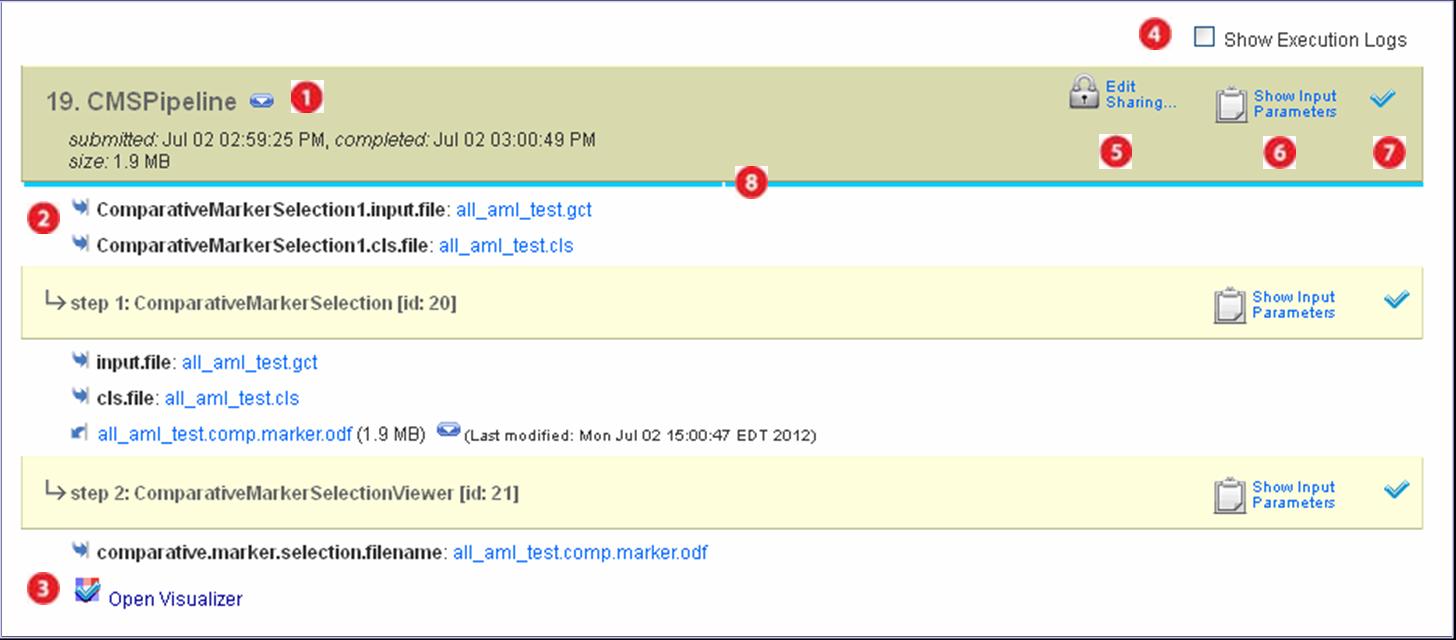 4 Show Execution Logs
19. CMSPipeline 1
Edit Sharing...
Show Input Parameters
submitted: Jul 02 02:59:25 PM, completed: Jul 02 03:00:49 PM
size: 1.9 MB
5 6 7
8
2 ComparativeMarkerSelection1.input.file: all_aml_test.gct
ComparativeMarkerSelection1.cls.file: all_aml_test.cls
step 1: ComparativeMarkerSelection [id: 20]
Show Input
Parameters
input.file: all_aml_test.gct
cls.file: all_aml_test.cls
all_aml_test.comp.marker.odf (1.9 MB) (Last modified: Mon Jul 02 15:00:47 EDT 2012)
step 2: ComparativeMarkerSelectionViewer [id: 21]
Show Input
Parameters
comparative.marker.selection.filename: all_aml_test.comp.marker.odf
3 Open Visualizer